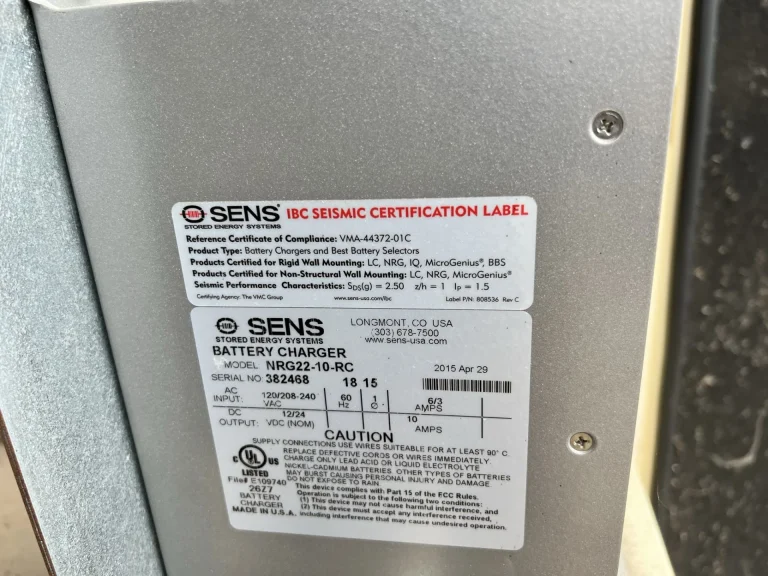 SENS® IBC SEISMIC CERTIFICATION LABEL
STORED ENERGY SYSTEMS
Reference Certificate of Compliance: VMA-44372-01C
Product Type: Battery Chargers and Best Battery Selectors
Products Certified for Rigid Wall Mounting: LC, NRG, IQ, MicroGenius®, BBS
Products Certified for Non-Structural Wall Mounting: LC, NRG, MicroGenius®
Seismic Performance Characteristics: SDS(g) = 2.50 z/h = 1 IP = 1.5
Certifying Agency: The VMC Group www.sens-usa.com/ibc Label P/N: 808536 Rev C
SENS
STORED ENERGY SYSTEMS
LONGMONT, CO USA
(303) 678-7500
www.sens-usa.com
BATTERY CHARGER
MODEL: NRG22-10-RC 2015 Apr 29
SERIAL NO: 382468 18 15
AC INPUT: 120/208-240 VAC 60 Hz 1 Ø 6/3 AMPS
DC OUTPUT: 12/24 VDC (NOM) 10 AMPS
CAUTION
SUPPLY CONNECTIONS USE WIRES SUITEABLE FOR AT LEAST 90° C
REPLACE DEFECTIVE CORDS OR WIRES IMMEDIATELY.
CHARGE ONLY LEAD ACID OR LIQUID ELECTROLYTE
NICKEL-CADMIUM BATTERIES. OTHER TYPES OF BATTERIES
MAY BURST CAUSING PERSONAL INJURY AND DAMAGE
DO NOT EXPOSE TO RAIN.
c UL US
LISTED
File# E109740
26Z7
BATTERY
CHARGER
MADE IN U.S.A.
This device complies with Part 15 of the ECC Rules.
Operation is subject to the following two conditions:
(1) This device may not cause harmful interference, and
(2) This device must accept any interference received,
including interference that may cause undesired operation.